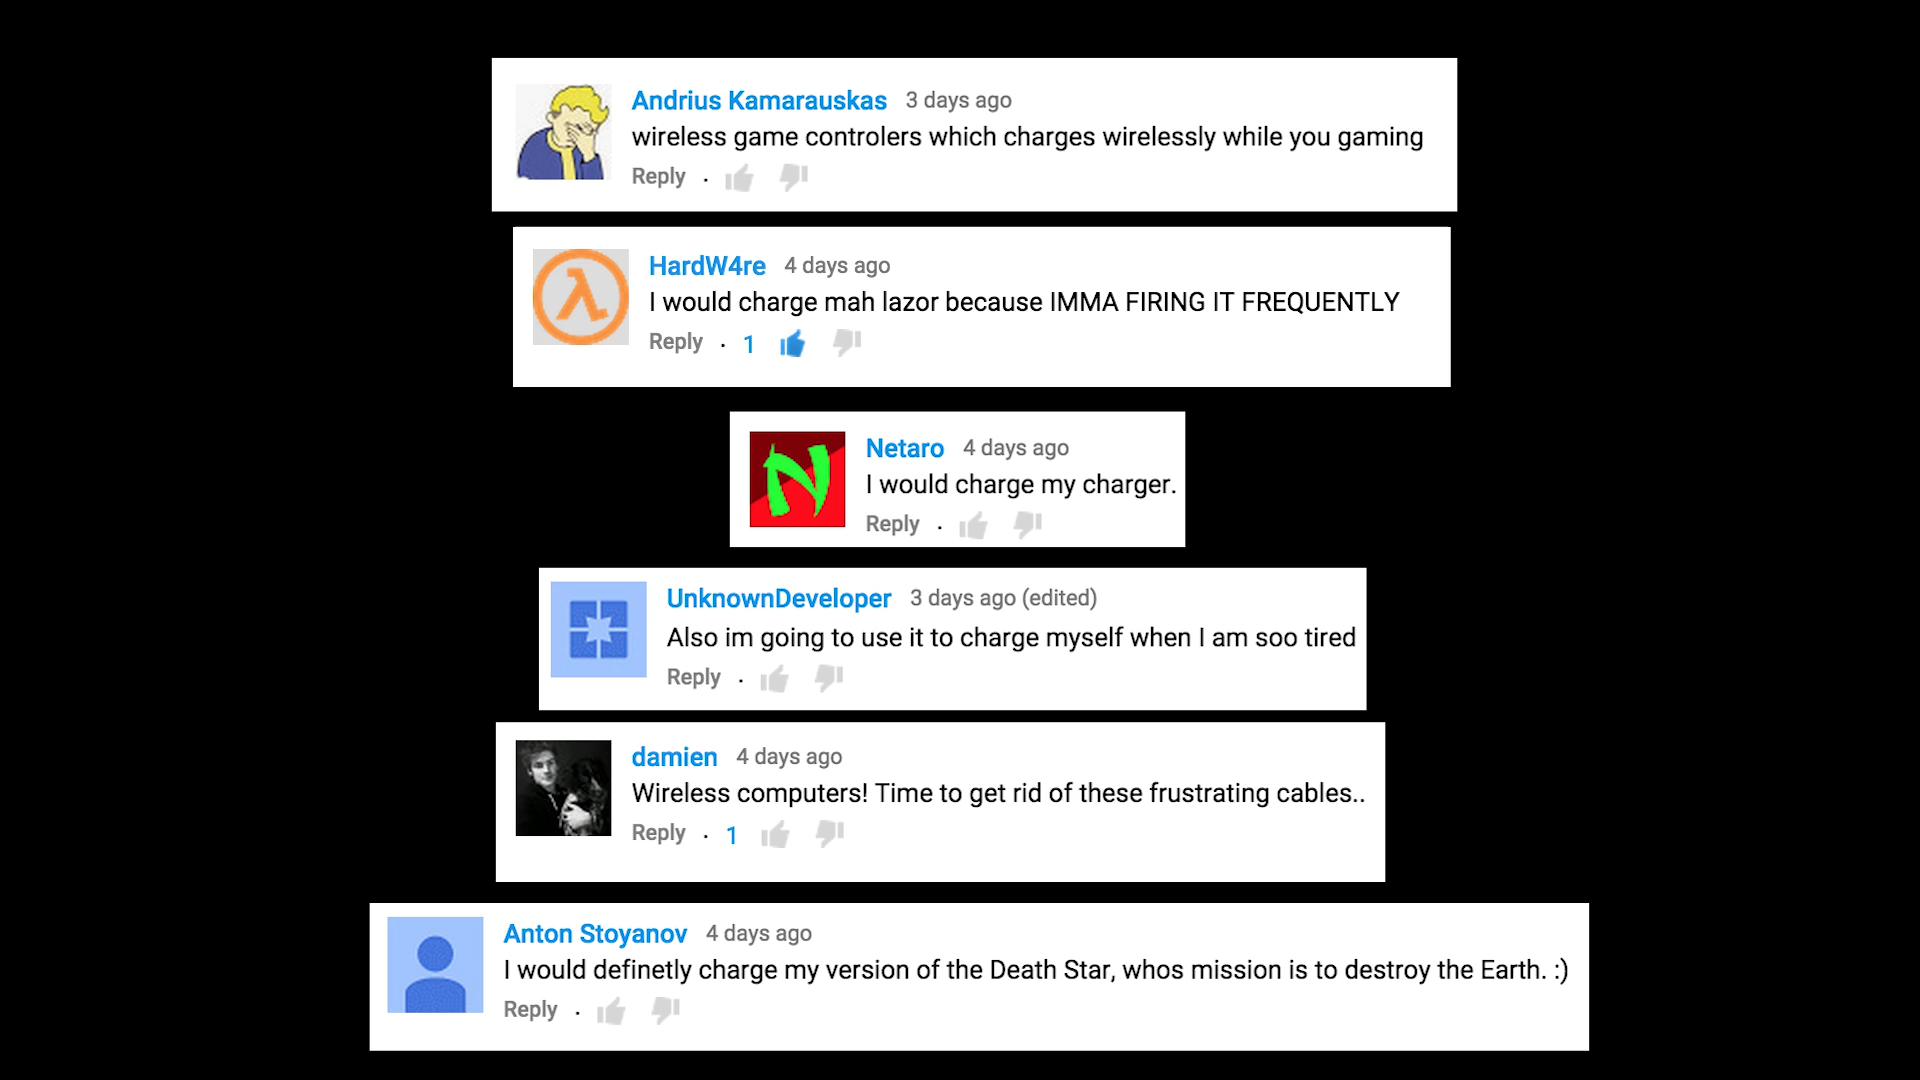 Andrius Kamarauskas 3 days ago
wireless game controlers which charges wirelessly while you gaming
Reply ·
HardW4re 4 days ago
I would charge mah lazor because IMMA FIRING IT FREQUENTLY
Reply · 1
N
Netaro 4 days ago
I would charge my charger.
Reply ·
UnknownDeveloper 3 days ago (edited)
Also im going to use it to charge myself when I am soo tired
Reply ·
damien 4 days ago
Wireless computers! Time to get rid of these frustrating cables..
Reply · 1
Anton Stoyanov 4 days ago
I would definetly charge my version of the Death Star, whos mission is to destroy the Earth. :)
Reply ·